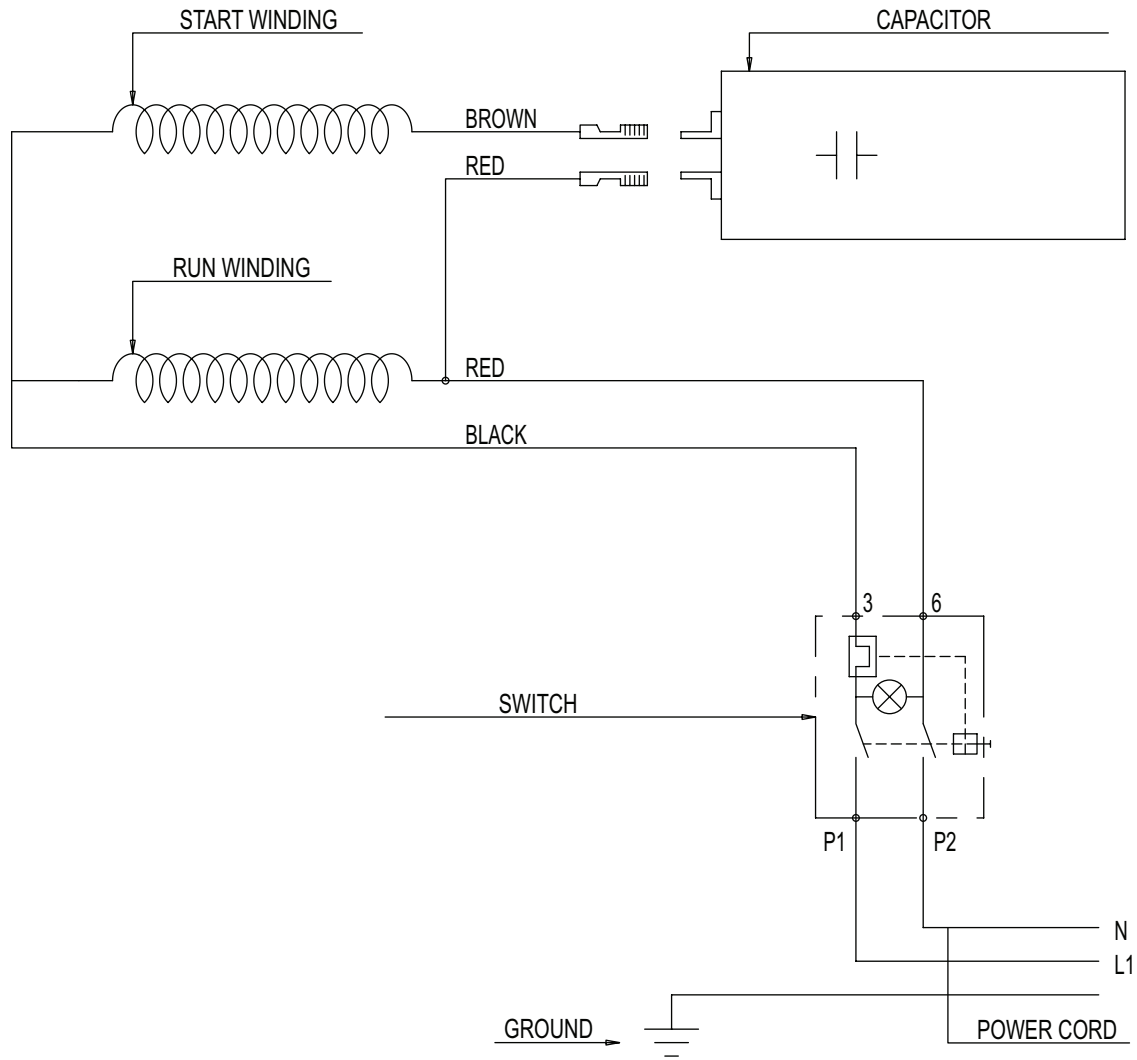 START WINDING
CAPACITOR
BROWN
RED
RUN WINDING
RED
BLACK
3
6
SWITCH
P1
P2
N
L1
GROUND
POWER CORD